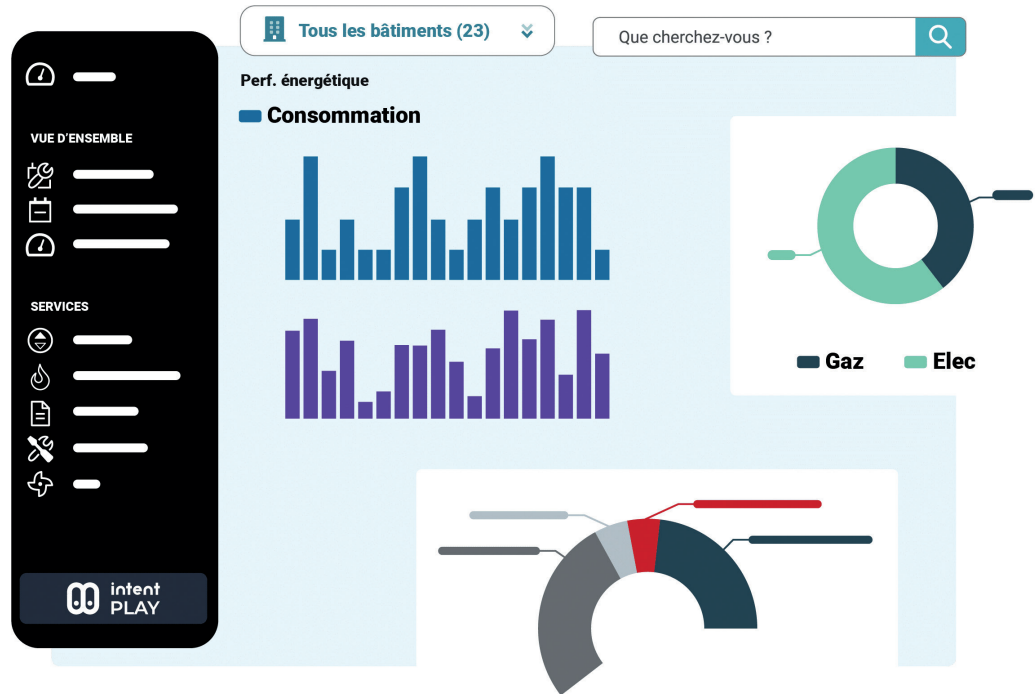 Tous les bâtiments (23)
Que cherchez-vous ?
Perf. énergétique
Consommation
VUE D'ENSEMBLE
SERVICES
Gaz
Elec
intent
PLAY